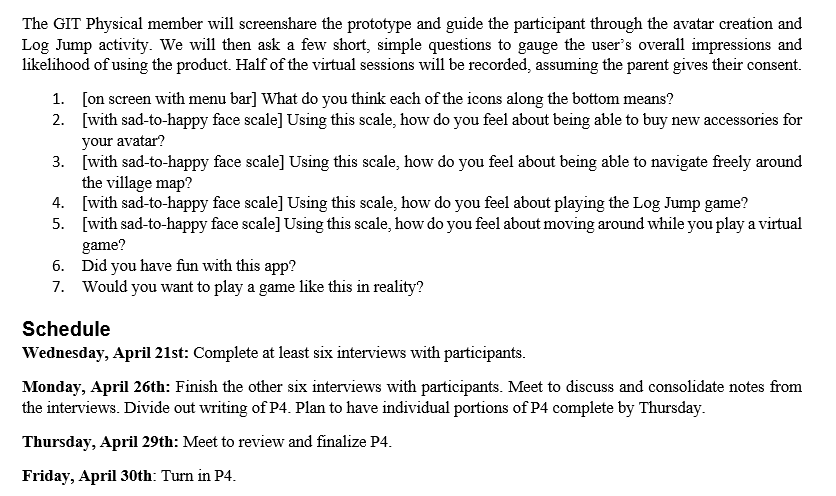 The GIT Physical member will screenshare the prototype and guide the participant through the avatar creation and
Log Jump activity. We will then ask a few short, simple questions to gauge the user's overall impressions and
likelihood of using the product. Half of the virtual sessions will be recorded, assuming the parent gives their consent.
1. [on screen with menu bar] What do you think each of the icons along the bottom means?
2. [with sad-to-happy face scale] Using this scale, how do you feel about being able to buy new accessories for
your avatar?
3. [with sad-to-happy face scale] Using this scale, how do you feel about being able to navigate freely around
the village map?
4. [with sad-to-happy face scale] Using this scale, how do you feel about playing the Log Jump game?
5. [with sad-to-happy face scale] Using this scale, how do you feel about moving around while you play a virtual
game?
6. Did you have fun with this app?
7. Would you want to play a game like this in reality?
Schedule
Wednesday, April 21st: Complete at least six interviews with participants.
Monday, April 26th: Finish the other six interviews with participants. Meet to discuss and consolidate notes from
the interviews. Divide out writing of P4. Plan to have individual portions of P4 complete by Thursday.
Thursday, April 29th: Meet to review and finalize P4.
Friday, April 30th: Turn in P4.